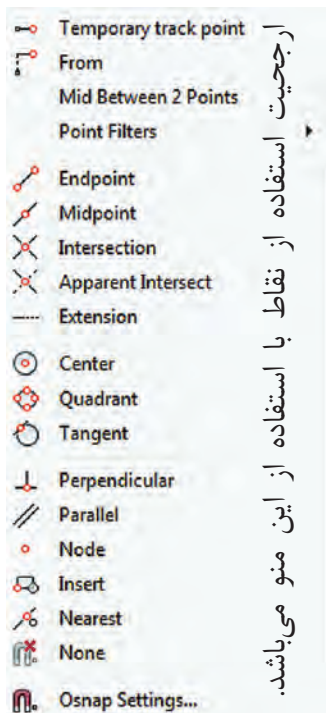 Temporary track point
From
Mid Between 2 Points
Point Filters
Endpoint
Midpoint
Intersection
Apparent Intersect
Extension
Center
Quadrant
Tangent
Perpendicular
Parallel
Node
Insert
Nearest
None
Osnap Settings...
ارجحیت استفاده از نقاط با استفاده از این منو می‌باشد.